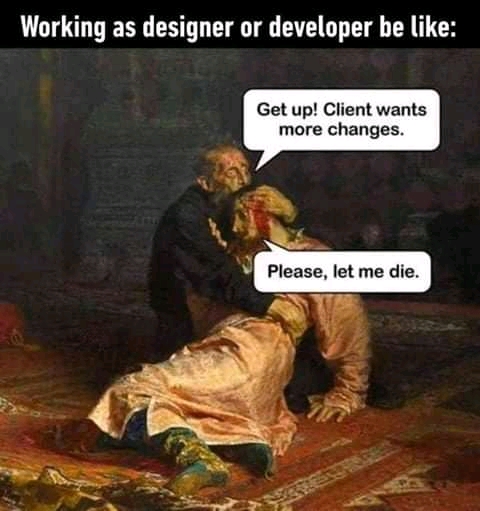 Working as designer or developer be like:
Get up! Client wants
more changes.
Please, let me die.